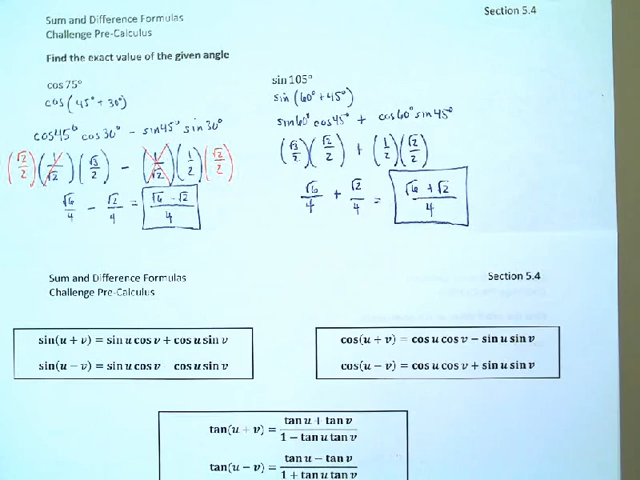 Sum and Difference Formulas
Section 5.4
Challenge Pre-Calculus
Find the exact value of the given angle
cos 75°
cos(45° + 30°)
cos45° cos30° - sin45° sin30°
(√2/2)(1/√2)(√3/2) - (1/√2)(1/2)(√2/2)
√6/4 - √2/4 = (√6 - √2)/4
sin 105°
sin(60° + 45°)
sin60° cos45° + cos60° sin45°
(√3/2)(√2/2) + (1/2)(√2/2)
√6/4 + √2/4 = (√6 + √2)/4
Sum and Difference Formulas
Section 5.4
Challenge Pre-Calculus
sin(u + v) = sin u cos v + cos u sin v
sin(u − v) = sin u cos v cos u sin v
cos(u + v) = cos u cos v − sin u sin v
cos(u − v) = cos u cos v + sin u sin v
tan(u + v) = (tan u + tan v)/(1 − tan u tan v)
tan(u − v) = (tan u − tan v)/(1 + tan u tan v)